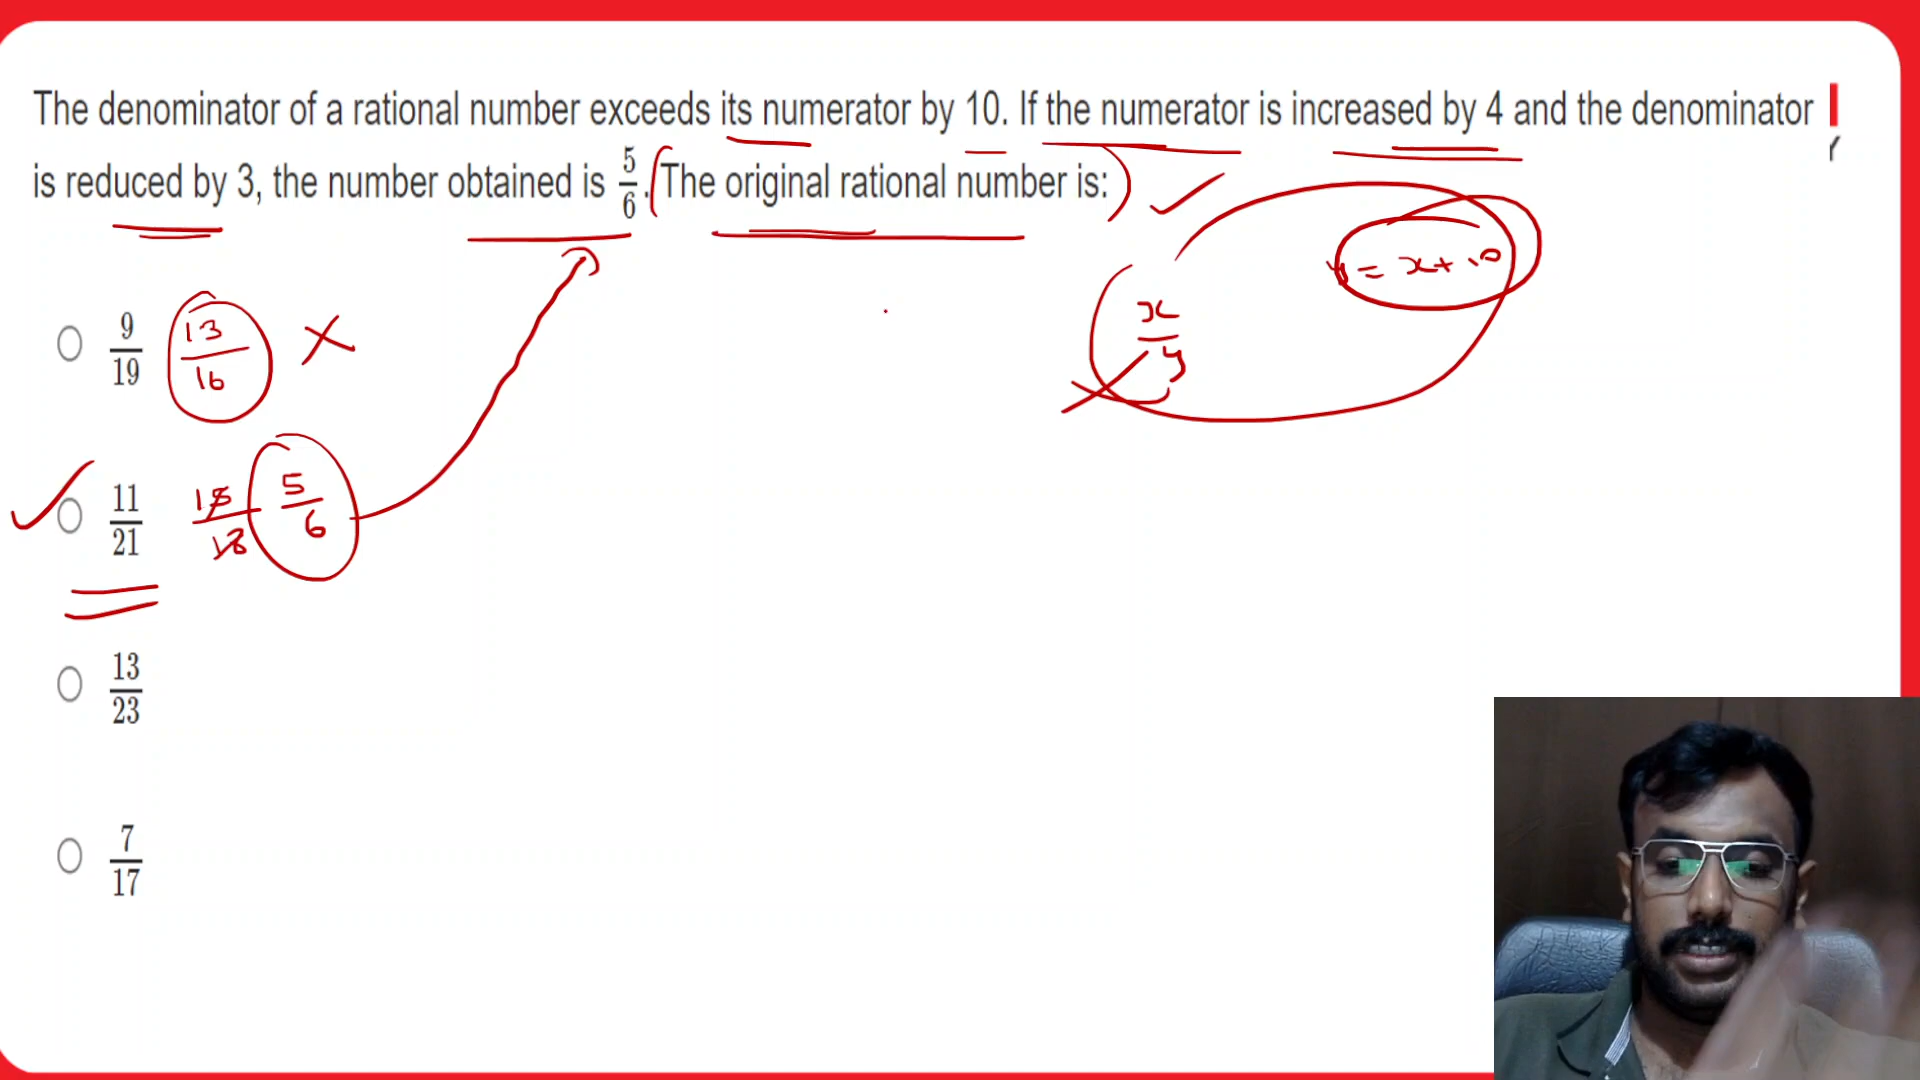 The denominator of a rational number exceeds its numerator by 10. If the numerator is increased by 4 and the denominator
is reduced by 3, the number obtained is 5/6. (The original rational number is:)
y = x + 10
x/y
9/19 13/16 ×
11/21 15/18 5/6
13/23
7/17